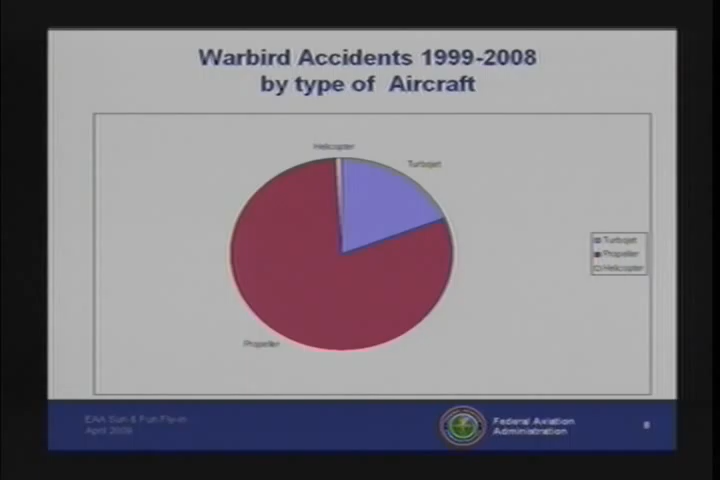 Warbird Accidents 1999-2008
by type of Aircraft
Helicopter
Turbojet
Turbojet
Propeller
Helicopter
Propeller
EAA Sun & Fun Fly-in
April 2009
Federal Aviation
Administration
8